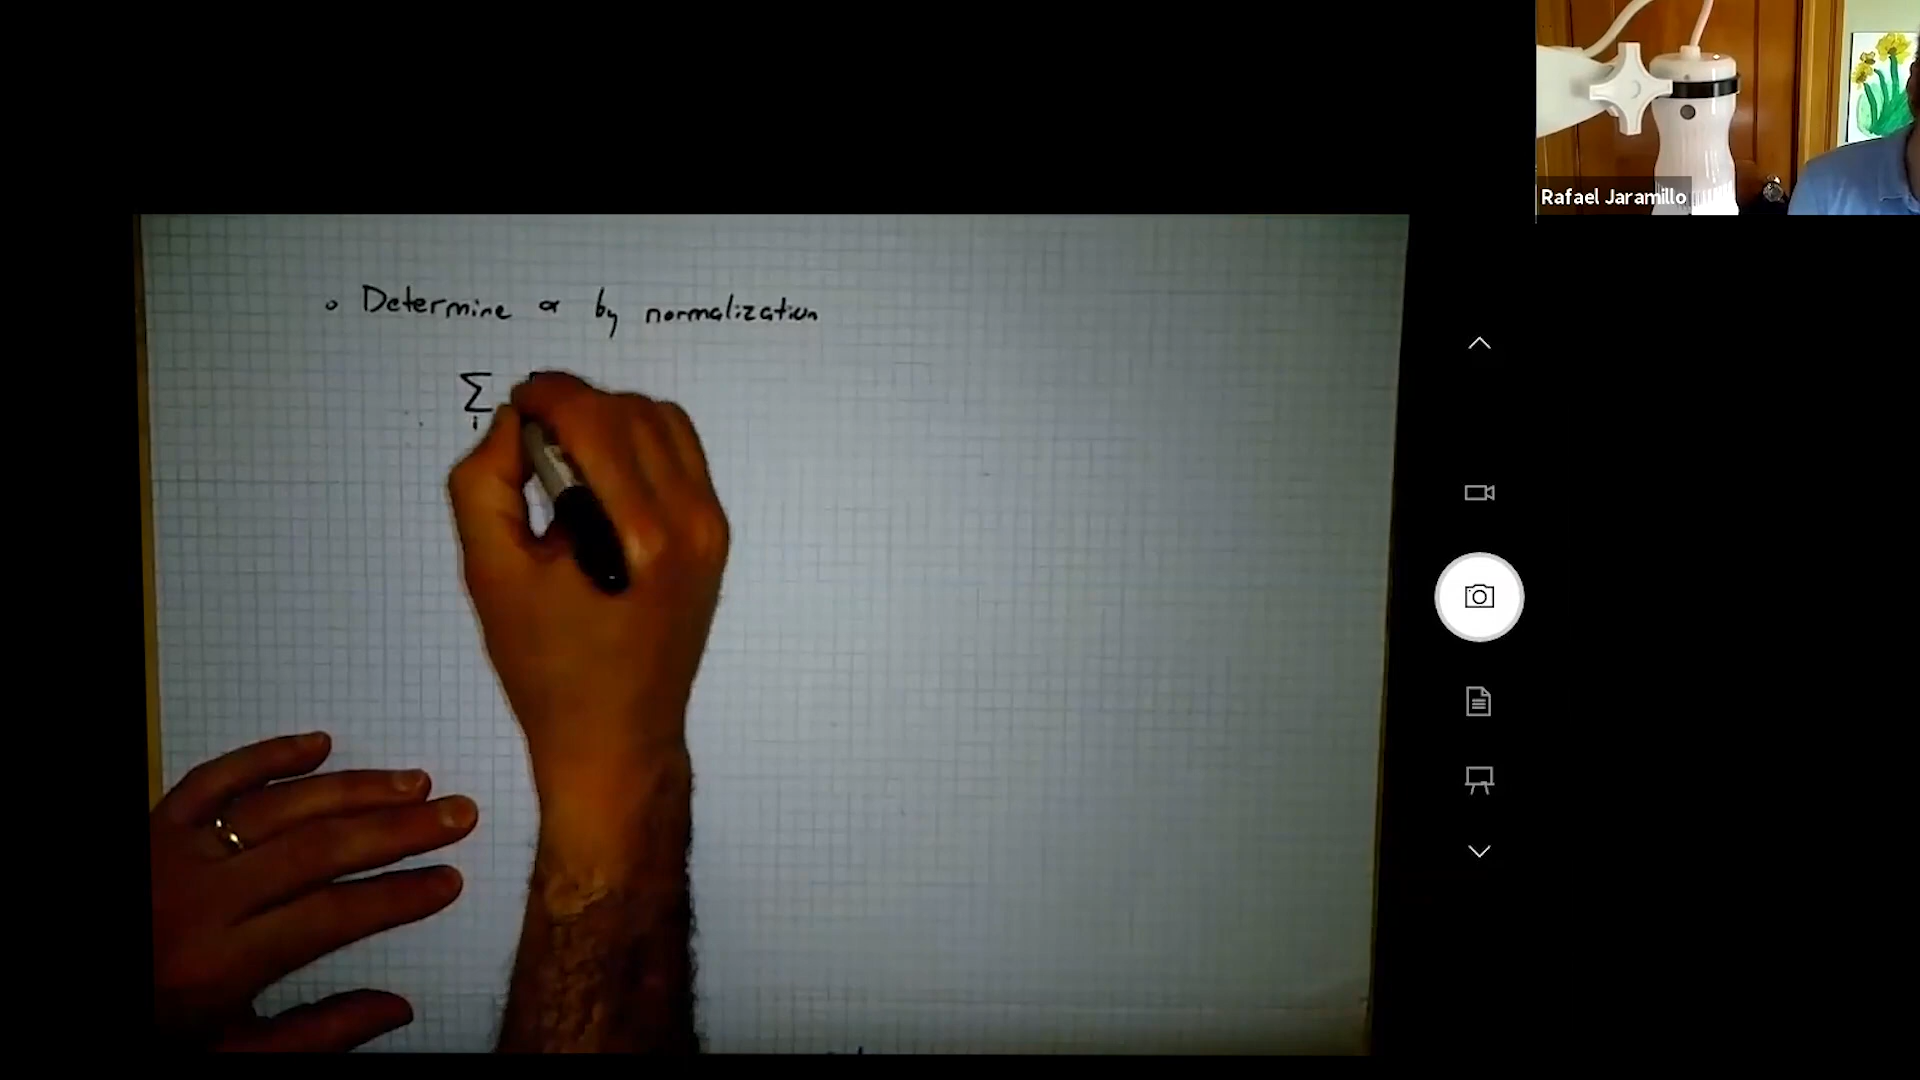 Rafael Jaramillo
◦ Determine α by normalization
∑
i